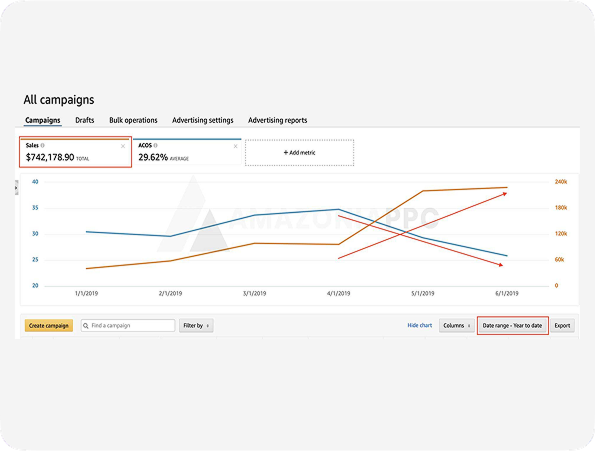 All campaigns
Campaigns Drafts Bulk operations Advertising settings Advertising reports
Sales
$742,178.90 TOTAL
ACOS
29.62% AVERAGE
+ Add metric
40 240k
35 180k
30 120k
25 60k
20 0
AMAZON PPC
1/1/2019 2/1/2019 3/1/2019 4/1/2019 5/1/2019 6/1/2019
Create campaign Find a campaign Filter by Hide chart Columns Date range - Year to date Export